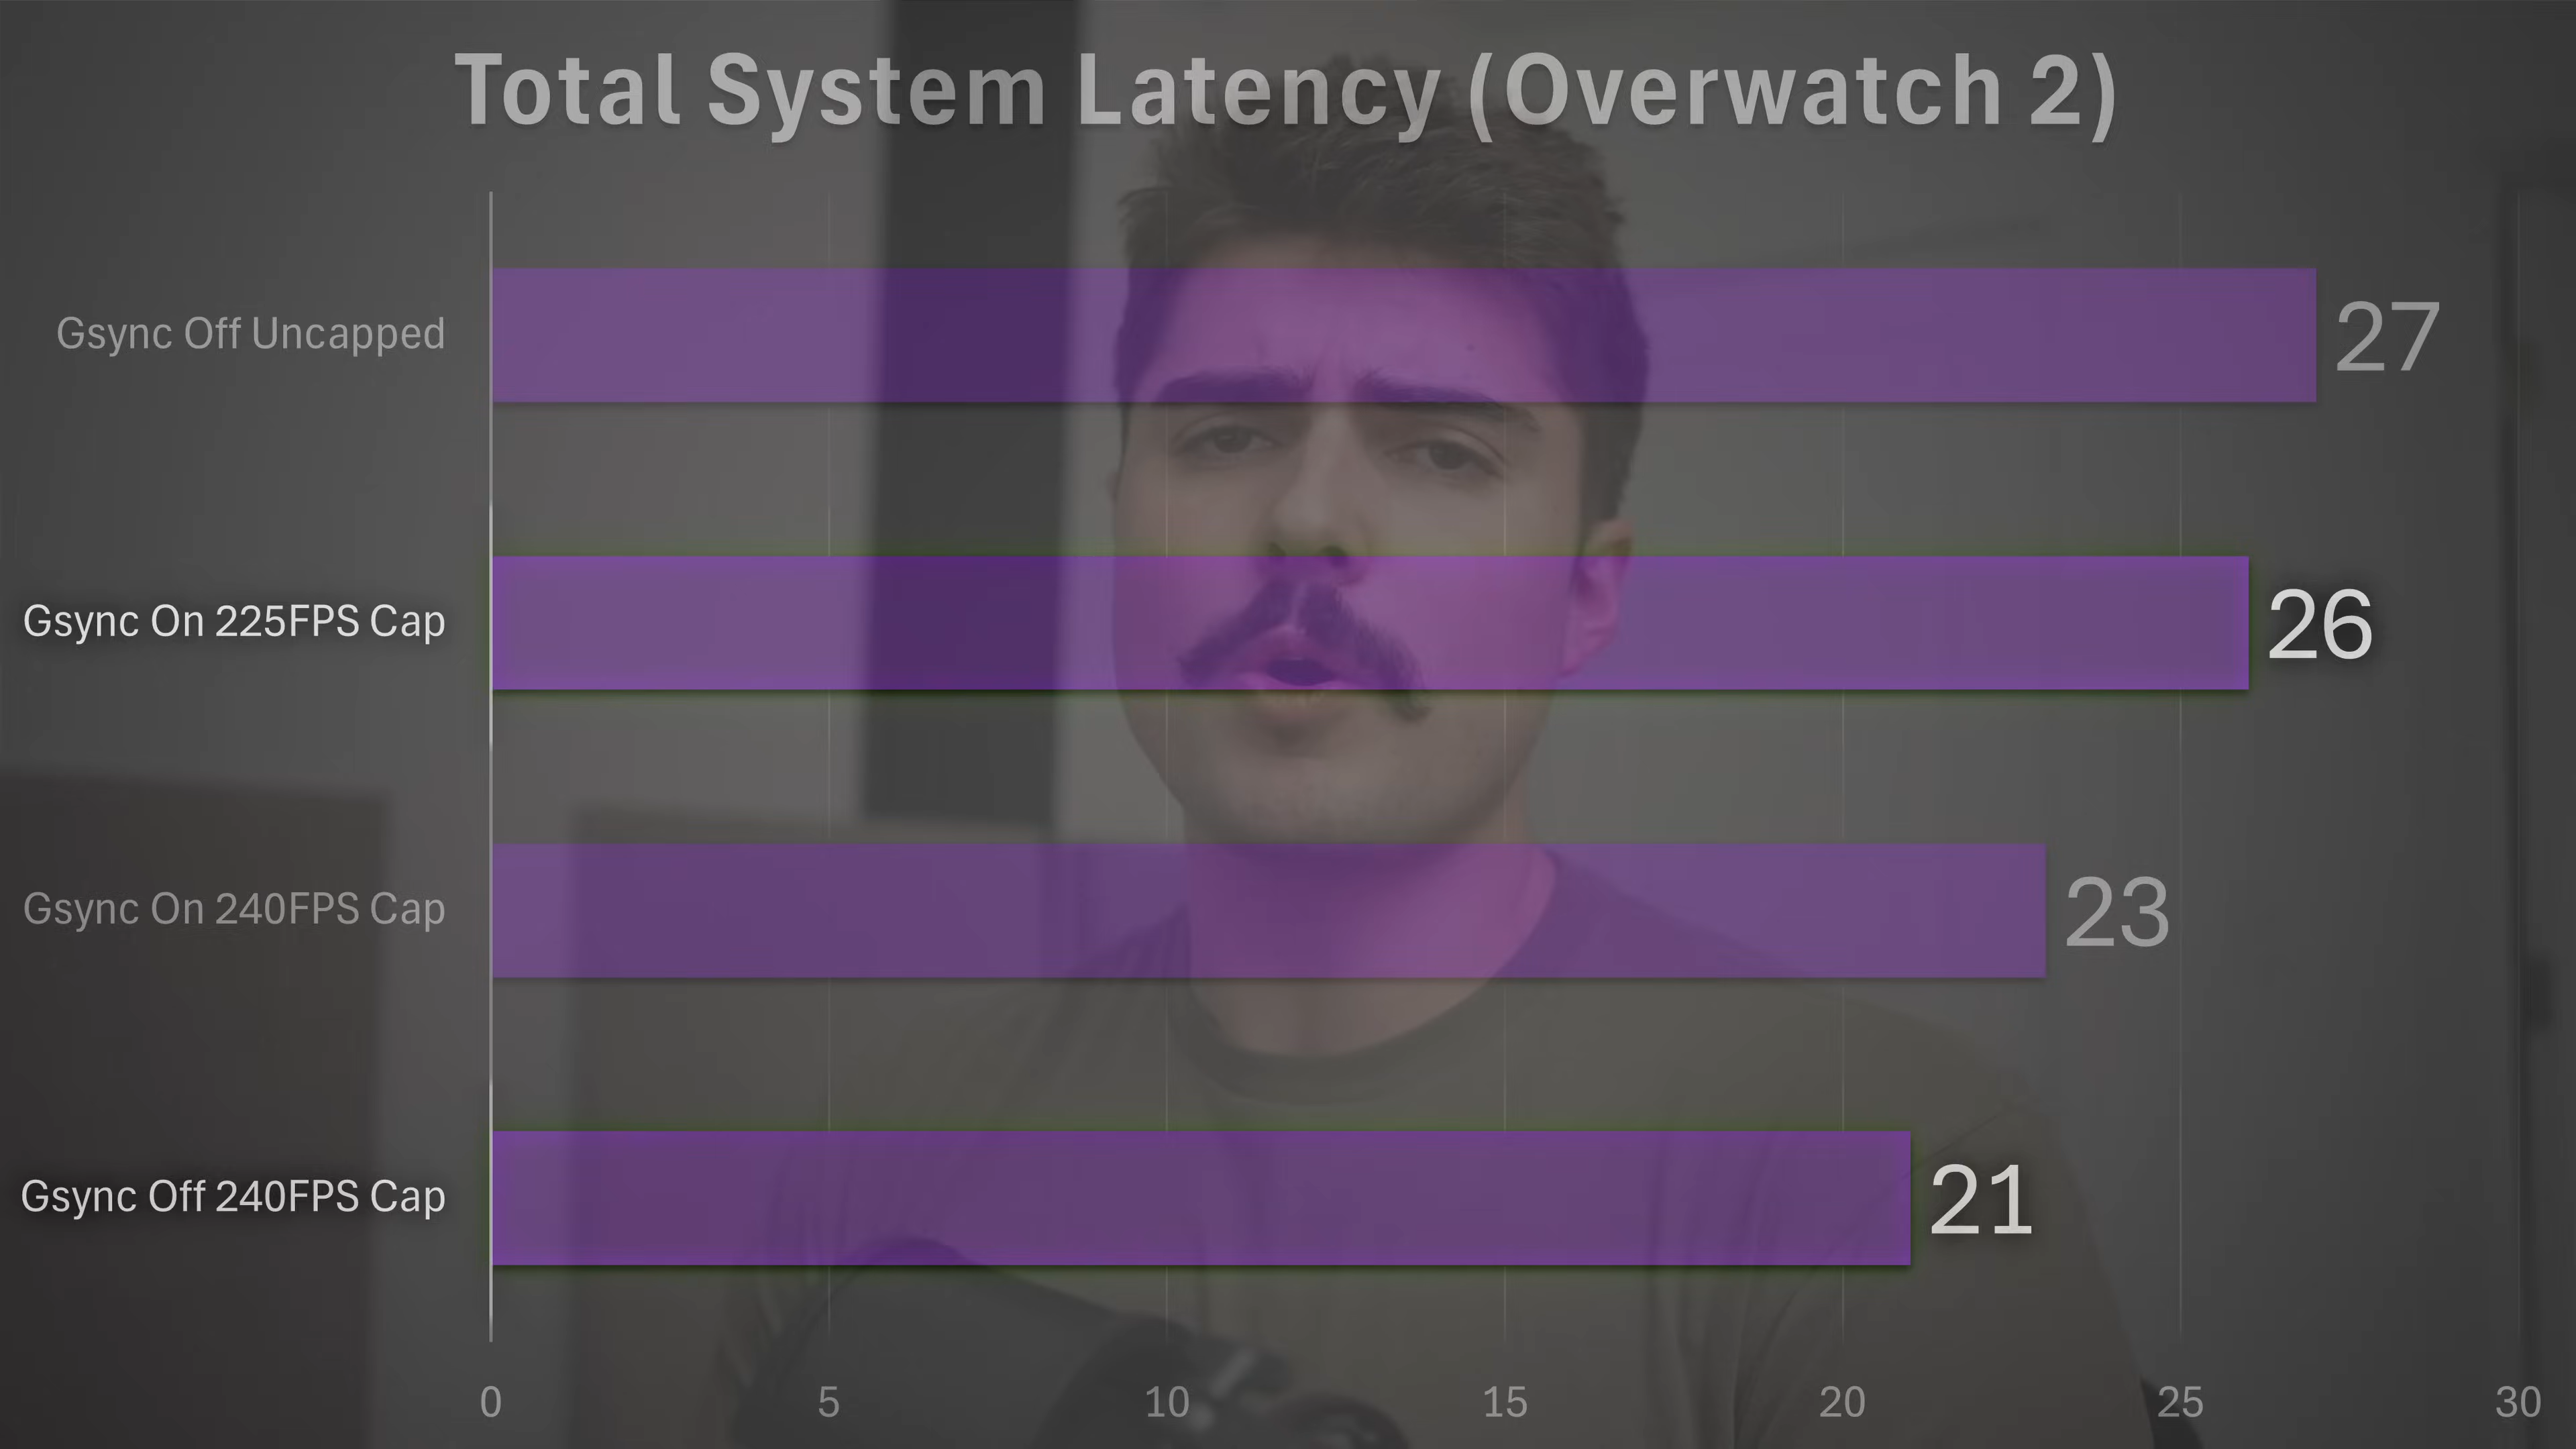 Total System Latency (Overwatch 2)
Gsync Off Uncapped 27
Gsync On 225FPS Cap 26
Gsync On 240FPS Cap 23
Gsync Off 240FPS Cap 21
0 5 10 15 20 25 30